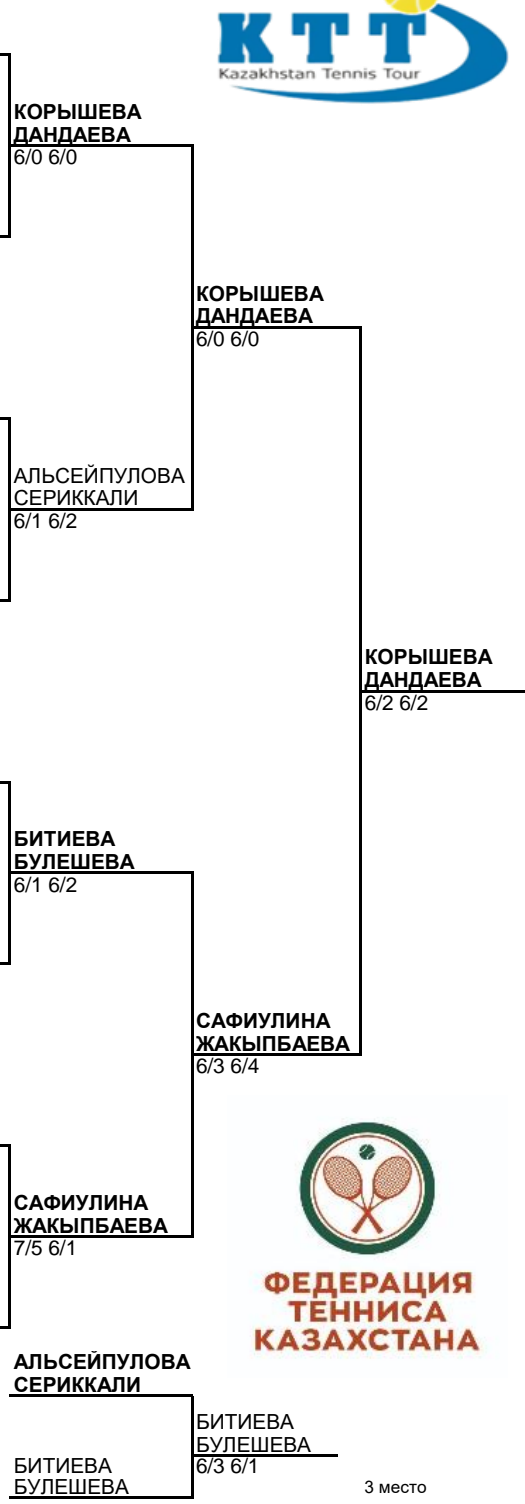 КТТ
Kazakhstan Tennis Tour
КОРЫШЕВА
ДАНДАЕВА
6/0 6/0
КОРЫШЕВА
ДАНДАЕВА
6/0 6/0
АЛЬСЕЙПУЛОВА
СЕРИККАЛИ
6/1 6/2
КОРЫШЕВА
ДАНДАЕВА
6/2 6/2
БИТИЕВА
БУЛЕШЕВА
6/1 6/2
САФИУЛИНА
ЖАКЫПБАЕВА
6/3 6/4
САФИУЛИНА
ЖАКЫПБАЕВА
7/5 6/1
ФЕДЕРАЦИЯ
ТЕННИСА
КАЗАХСТАНА
АЛЬСЕЙПУЛОВА
СЕРИККАЛИ
БИТИЕВА
БУЛЕШЕВА
6/3 6/1
БИТИЕВА
БУЛЕШЕВА
3 место